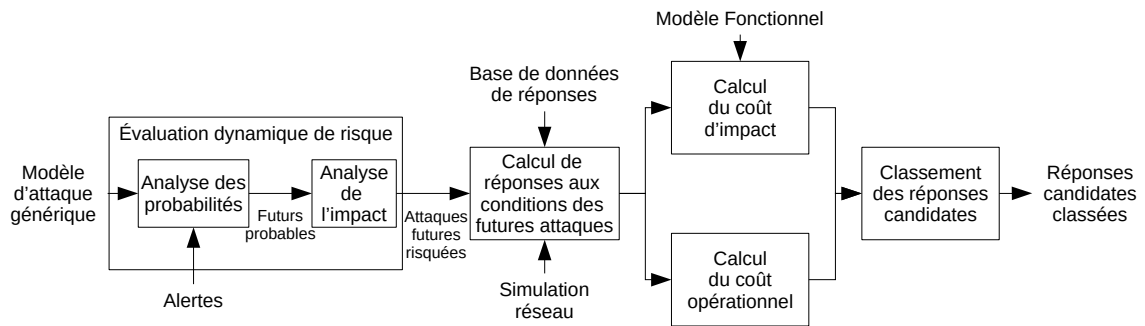 Modèle Fonctionnel
Base de données
de réponses
Calcul
du coût
d'impact
Évaluation dynamique de risque
Modèle
d'attaque
générique
Analyse des
probabilités
Futurs
probables
Analyse
de
l'impact
Attaques
futures
risquées
Calcul de
réponses aux
conditions des
futures attaques
Classement
des réponses
candidates
Réponses
candidates
classées
Alertes
Simulation
réseau
Calcul
du coût
opérationnel